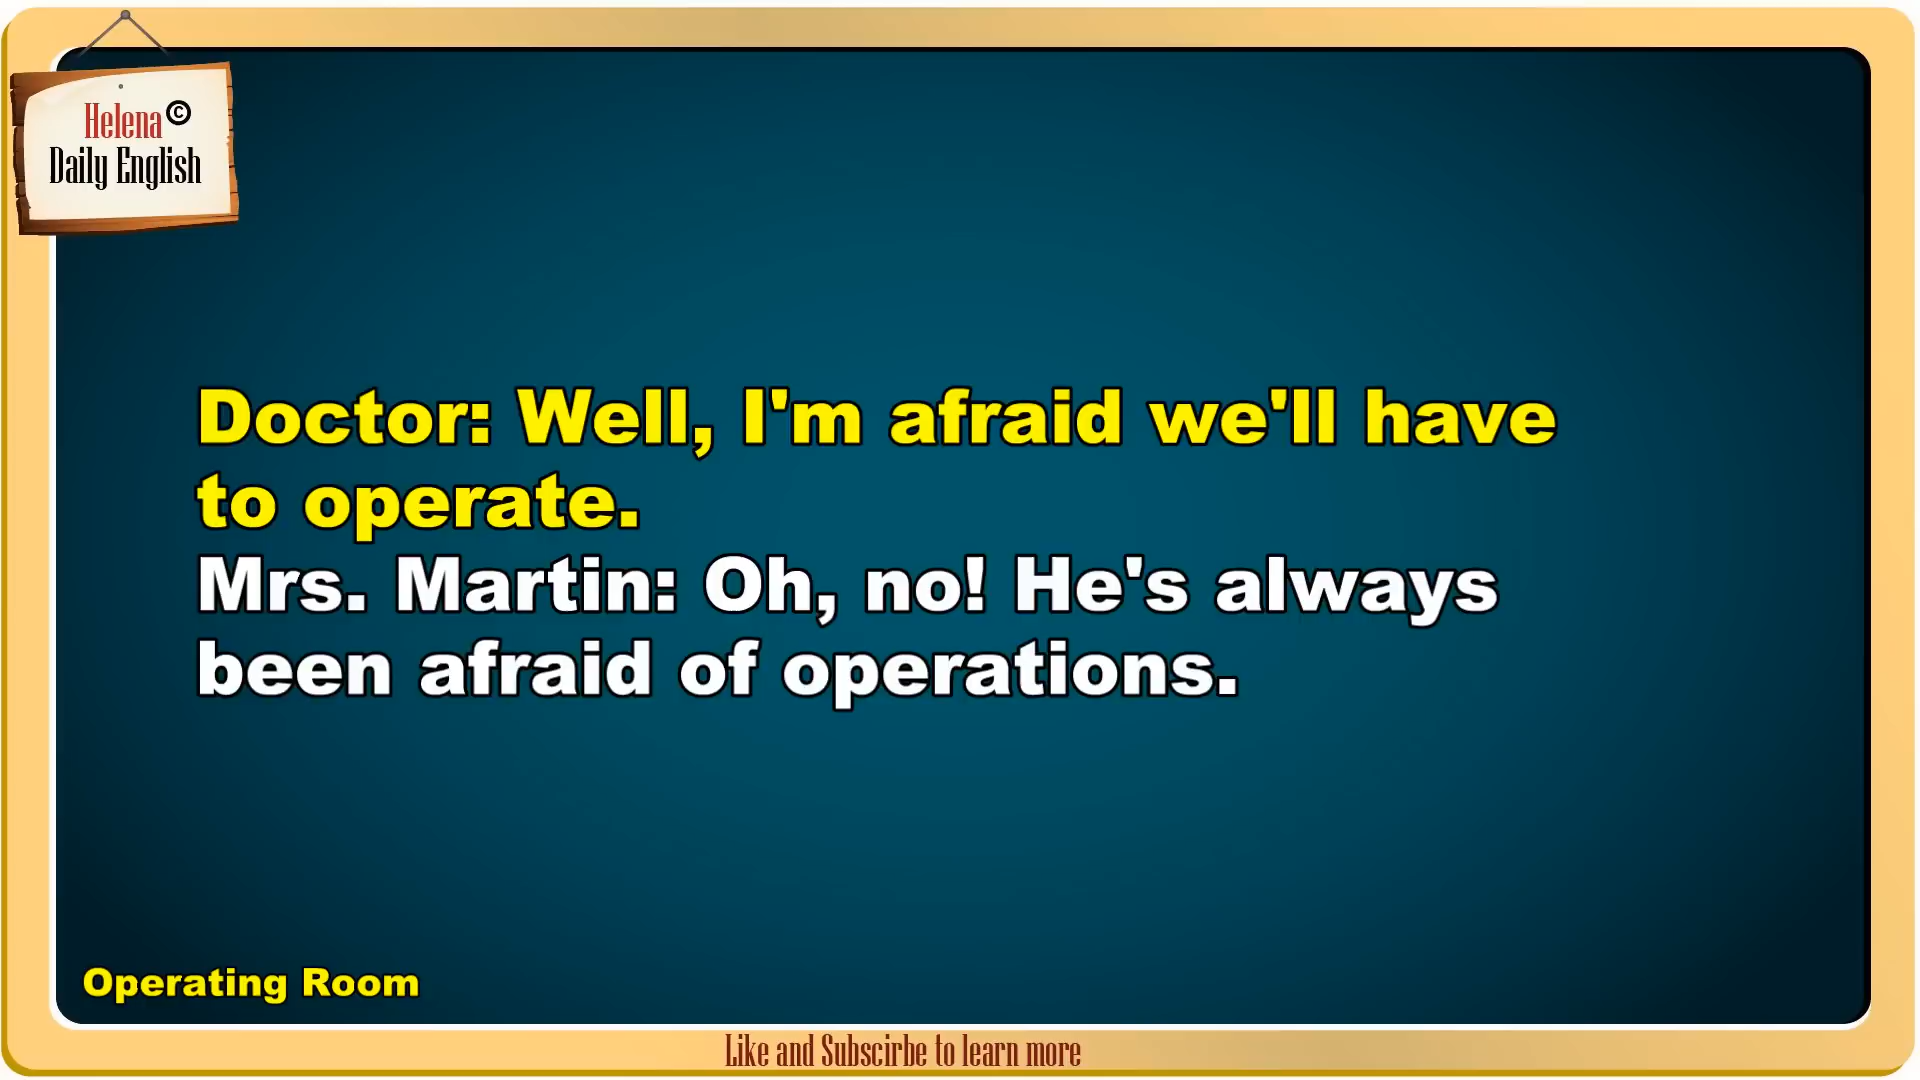 Helena©
Daily English
Doctor: Well, I'm afraid we'll have
to operate.
Mrs. Martin: Oh, no! He's always
been afraid of operations.
Operating Room
Like and Subscirbe to learn more